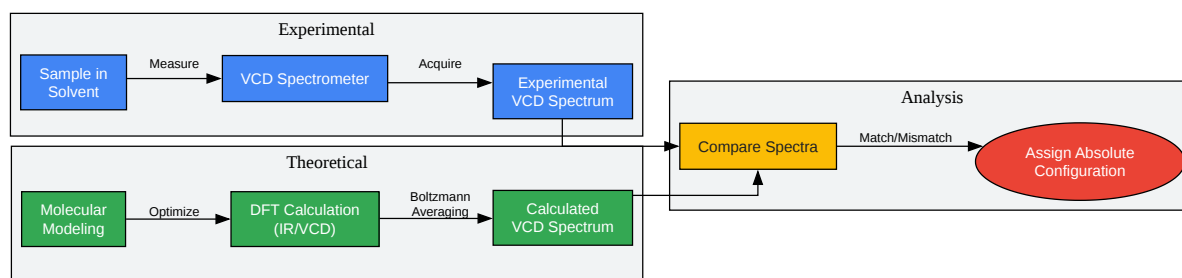 Experimental
Sample in
Solvent
Measure
VCD Spectrometer
Acquire
Experimental
VCD Spectrum
Theoretical
Molecular
Modeling
Optimize
DFT Calculation
(IR/VCD)
Boltzmann
Averaging
Calculated
VCD Spectrum
Analysis
Compare Spectra
Match/Mismatch
Assign Absolute
Configuration